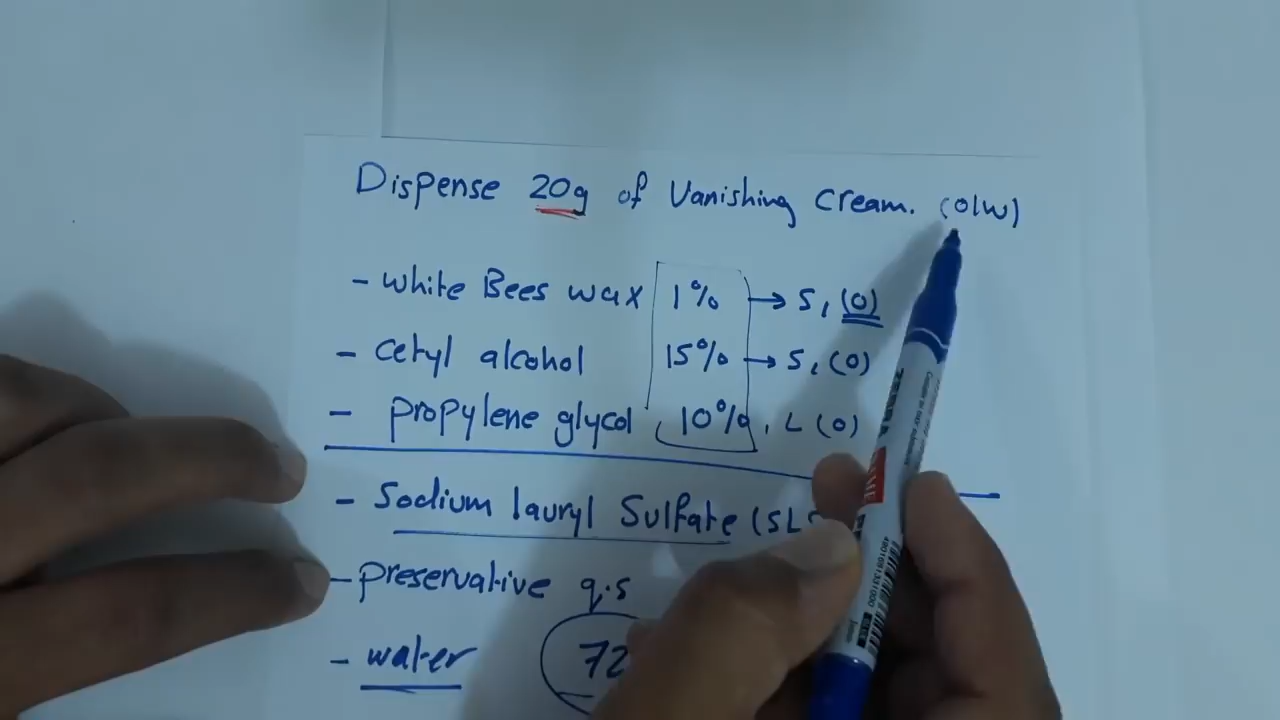 Dispense 20g of Vanishing Cream. (O/W)
- White Bees wax 1% → S, (O)
- Cetyl alcohol 15% → S, (O)
- propylene glycol 10%, L (O)
- Sodium lauryl Sulfate (SLS
- preservative q.s
- water 72